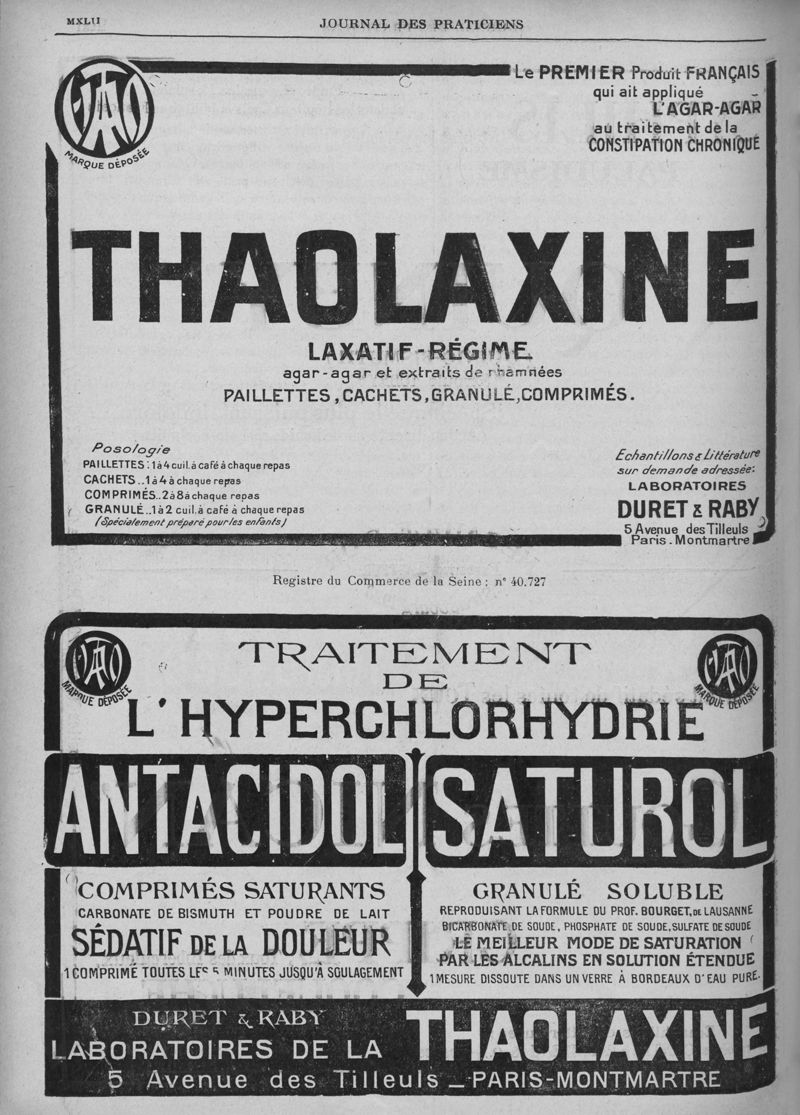 MXLII
JOURNAL DES PRATICIENS
MARQUE DÉPOSÉE
Le PREMIER Produit FRANÇAIS
qui ait appliqué
L'AGAR-AGAR
au traitement de la
CONSTIPATION CHRONIQUE
THAOLAXINE
LAXATIF-RÉGIME
agar-agar et extraits de rhamnées
PAILLETTES, CACHETS, GRANULÉ, COMPRIMÉS.
Posologie
PAILLETTES: 1 à 4 cuil. à café à chaque repas
CACHETS..1 à 4 à chaque repas
COMPRIMÉS..2 à 8 à chaque repas
GRANULÉ..1 à 2 cuil. à café à chaque repas
(Spécialement préparé pour les enfants)
Echantillons & Littérature
sur demande adressée:
LABORATOIRES
DURET & RABY
5 Avenue des Tilleuls
Paris. Montmartre
Registre du Commerce de la Seine : n° 40.727
MARQUE DÉPOSÉE
MARQUE DÉPOSÉE
TRAITEMENT
DE
L'HYPERCHLORHYDRIE
ANTACIDOL
COMPRIMÉS SATURANTS
CARBONATE DE BISMUTH ET POUDRE DE LAIT
SÉDATIF DE LA DOULEUR
1 COMPRIMÉ TOUTES LES 5 MINUTES JUSQU'À SOULAGEMENT
SATUROL
GRANULÉ SOLUBLE
REPRODUISANT LA FORMULE DU PROF. BOURGET, DE LAUSANNE
BICARBONATE DE SOUDE, PHOSPHATE DE SOUDE, SULFATE DE SOUDE
LE MEILLEUR MODE DE SATURATION
PAR LES ALCALINS EN SOLUTION ÉTENDUE
1 MESURE DISSOUTE DANS UN VERRE À BORDEAUX D'EAU PURE.
DURET & RABY
LABORATOIRES DE LA THAOLAXINE
5 Avenue des Tilleuls _ PARIS-MONTMARTRE